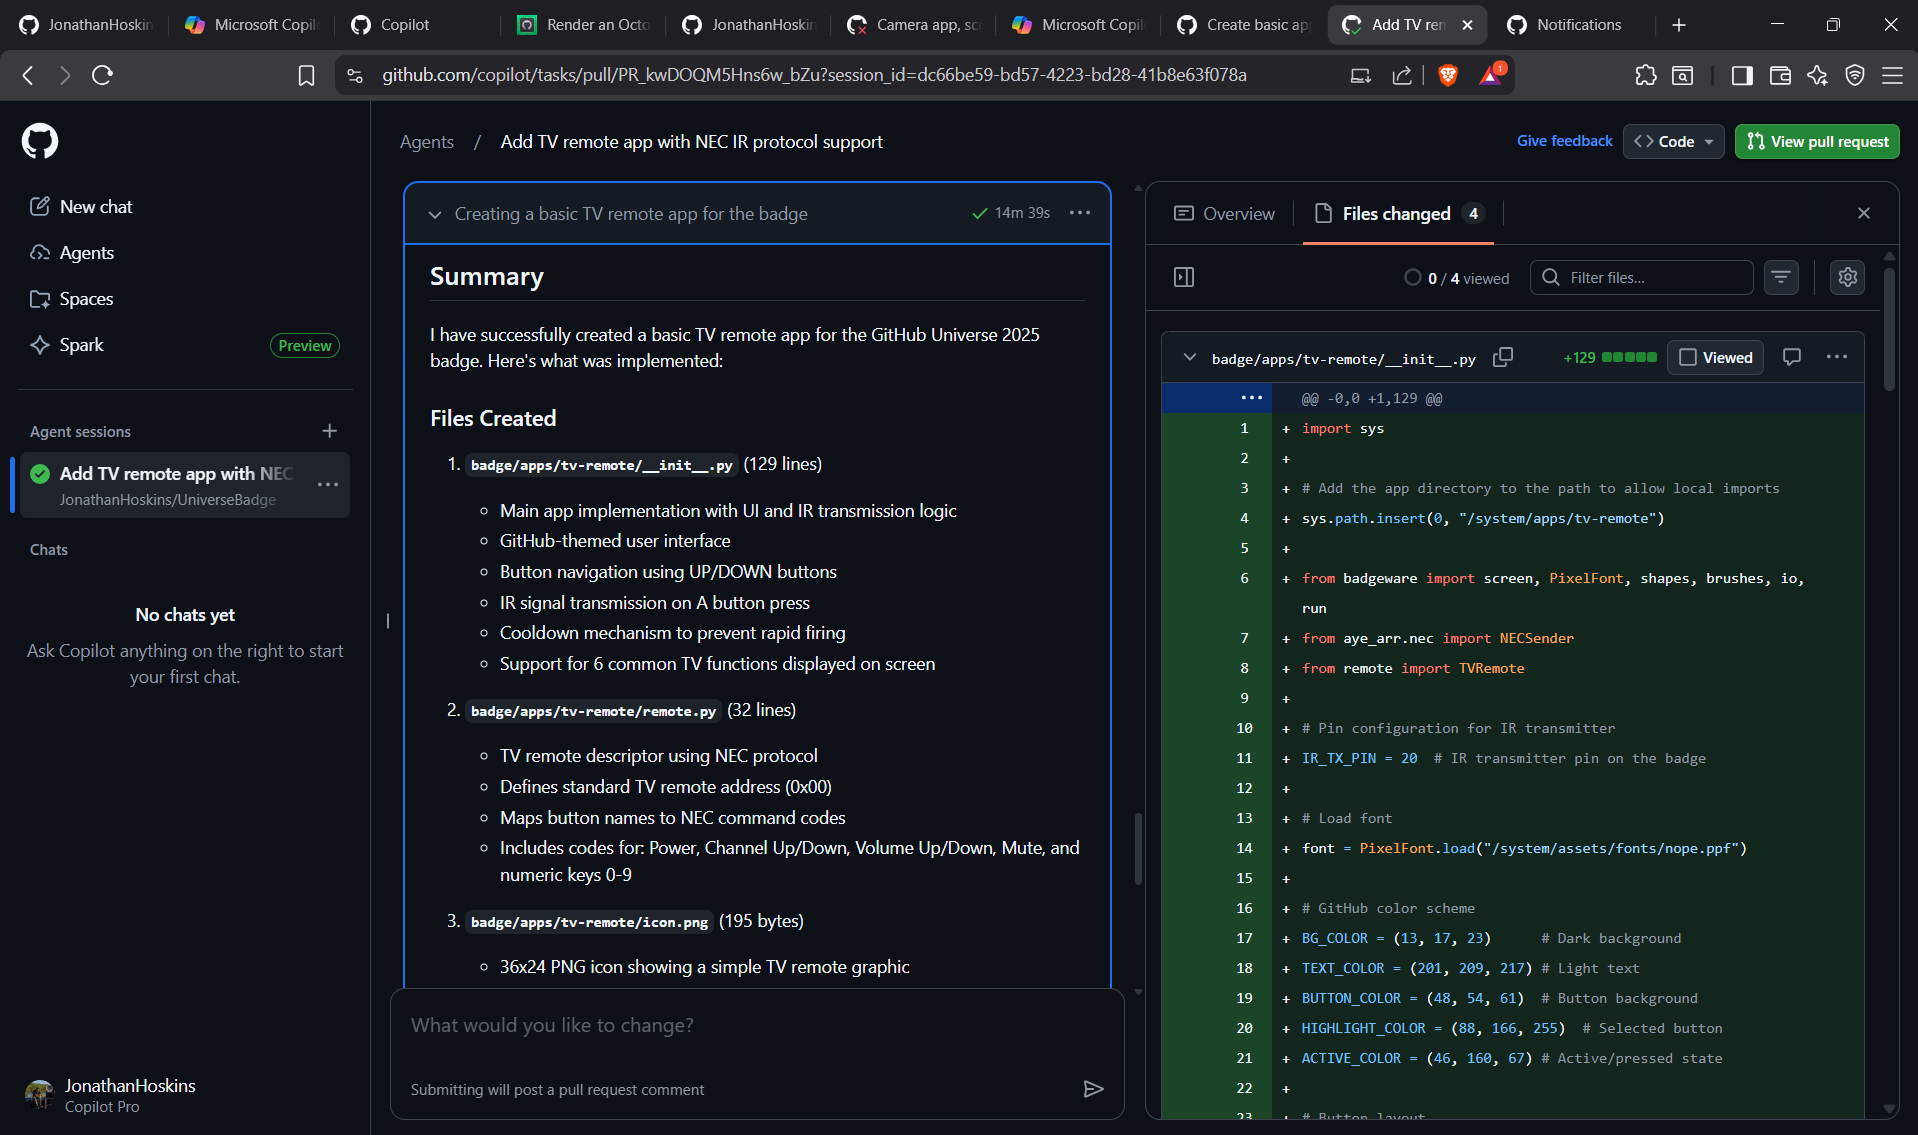 JonathanHoskin
Microsoft Copil
Copilot
Render an Octo
JonathanHoskin
Camera app, sc
Microsoft Copil
Create basic ap
Add TV rem
Notifications
github.com/copilot/tasks/pull/PR_kwDOQM5Hns6w_bZu?session_id=dc66be59-bd57-4223-bd28-41b8e63f078a
1
Agents / Add TV remote app with NEC IR protocol support
Give feedback
<> Code
View pull request
New chat
Agents
Spaces
Spark
Preview
Agent sessions
Add TV remote app with NEC
JonathanHoskins/UniverseBadge
Chats
No chats yet
Ask Copilot anything on the right to start
your first chat.
JonathanHoskins
Copilot Pro
Creating a basic TV remote app for the badge
14m 39s
Summary
I have successfully created a basic TV remote app for the GitHub Universe 2025
badge. Here's what was implemented:
Files Created
1. badge/apps/tv-remote/__init__.py (129 lines)
Main app implementation with UI and IR transmission logic
GitHub-themed user interface
Button navigation using UP/DOWN buttons
IR signal transmission on A button press
Cooldown mechanism to prevent rapid firing
Support for 6 common TV functions displayed on screen
2. badge/apps/tv-remote/remote.py (32 lines)
TV remote descriptor using NEC protocol
Defines standard TV remote address (0x00)
Maps button names to NEC command codes
Includes codes for: Power, Channel Up/Down, Volume Up/Down, Mute, and
numeric keys 0-9
3. badge/apps/tv-remote/icon.png (195 bytes)
36x24 PNG icon showing a simple TV remote graphic
What would you like to change?
Submitting will post a pull request comment
Overview
Files changed 4
0 / 4 viewed
Filter files...
badge/apps/tv-remote/__init__.py
+129
Viewed
@@ -0,0 +1,129 @@
1 + import sys
2 +
3 + # Add the app directory to the path to allow local imports
4 + sys.path.insert(0, "/system/apps/tv-remote")
5 +
6 + from badgeware import screen, PixelFont, shapes, brushes, io,
run
7 + from aye_arr.nec import NECSender
8 + from remote import TVRemote
9 +
10 + # Pin configuration for IR transmitter
11 + IR_TX_PIN = 20 # IR transmitter pin on the badge
12 +
13 + # Load font
14 + font = PixelFont.load("/system/assets/fonts/nope.ppf")
15 +
16 + # GitHub color scheme
17 + BG_COLOR = (13, 17, 23) # Dark background
18 + TEXT_COLOR = (201, 209, 217) # Light text
19 + BUTTON_COLOR = (48, 54, 61) # Button background
20 + HIGHLIGHT_COLOR = (88, 166, 255) # Selected button
21 + ACTIVE_COLOR = (46, 160, 67) # Active/pressed state
22 +
23 + # Button layout